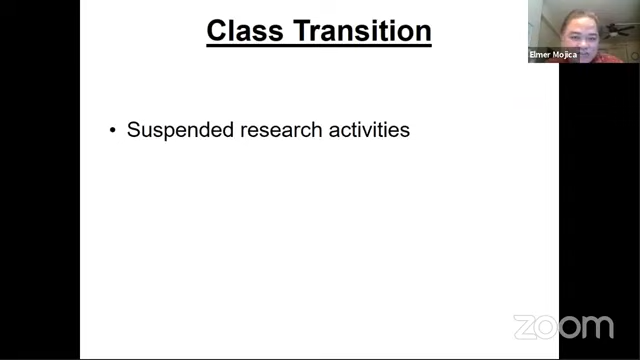 Class Transition
Elmer Mojica
• Suspended research activities
zoom